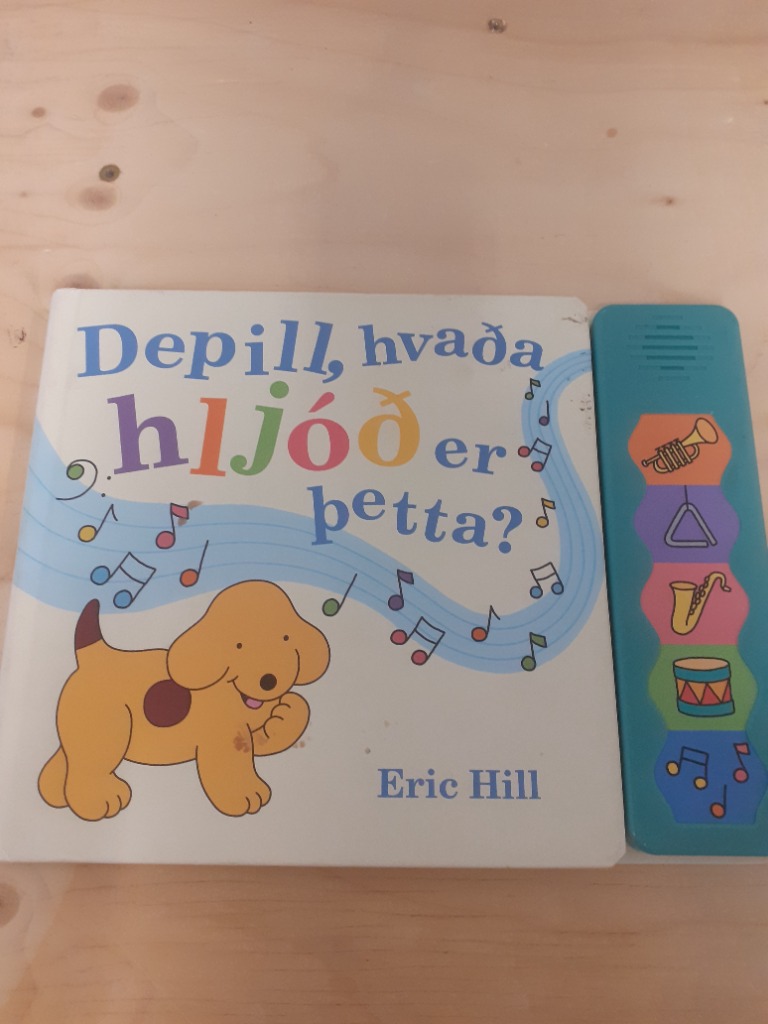 Depill, hvaða
hljóð er
þetta?
Eric Hill